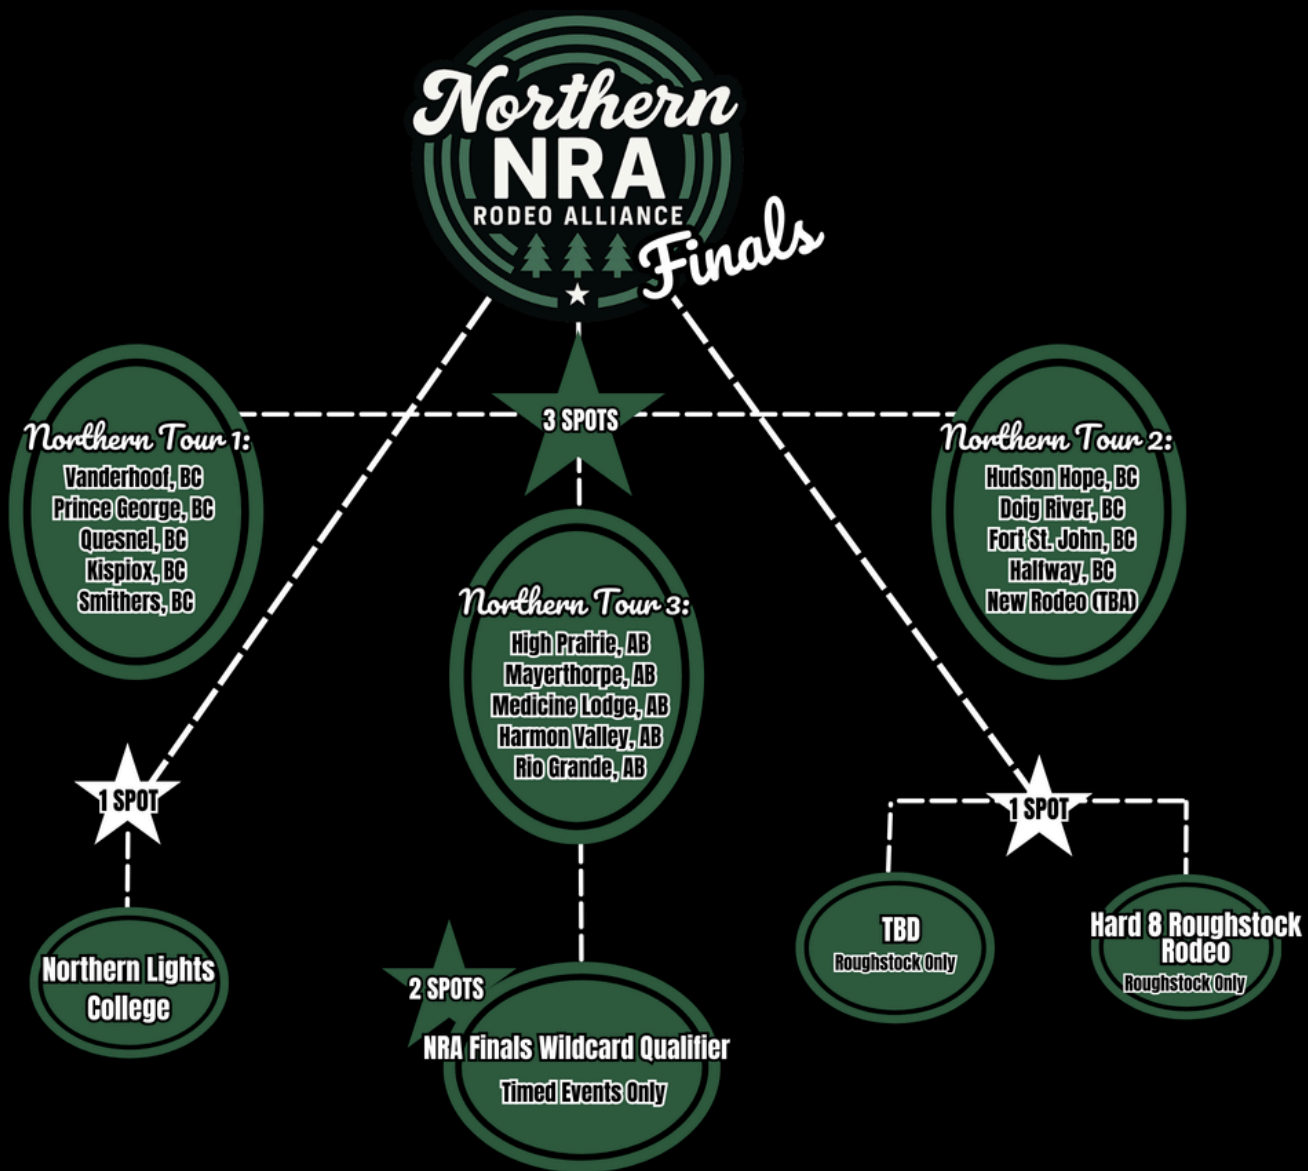 Northern
NRA
RODEO ALLIANCE
Finals
3 SPOTS
Northern Tour 1:
Vanderhoof, BC
Prince George, BC
Quesnel, BC
Kispiox, BC
Smithers, BC
Northern Tour 2:
Hudson Hope, BC
Doig River, BC
Fort St. John, BC
Halfway, BC
New Rodeo (TBA)
Northern Tour 3:
High Prairie, AB
Mayerthorpe, AB
Medicine Lodge, AB
Harmon Valley, AB
Rio Grande, AB
1 SPOT
Northern Lights
College
2 SPOTS
NRA Finals Wildcard Qualifier
Timed Events Only
1 SPOT
TBD
Roughstock Only
Hard 8 Roughstock
Rodeo
Roughstock Only